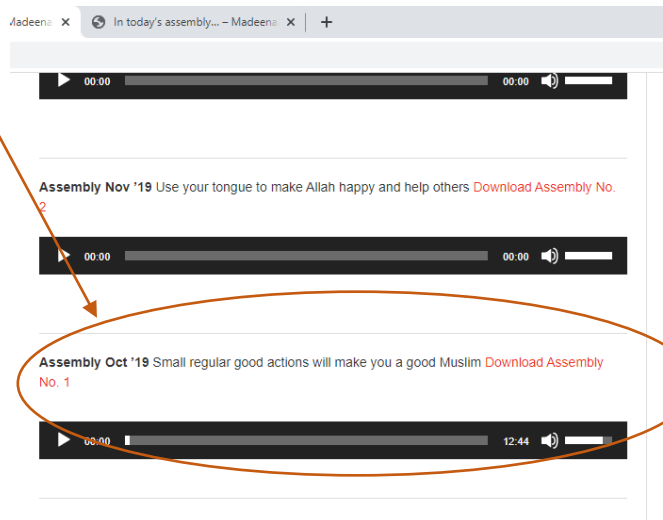 Madeena
In today's assembly... – Madeena
00:00 00:00
Assembly Nov '19 Use your tongue to make Allah happy and help others Download Assembly No.
2
00:00 00:00
Assembly Oct '19 Small regular good actions will make you a good Muslim Download Assembly
No. 1
00:00 12:44